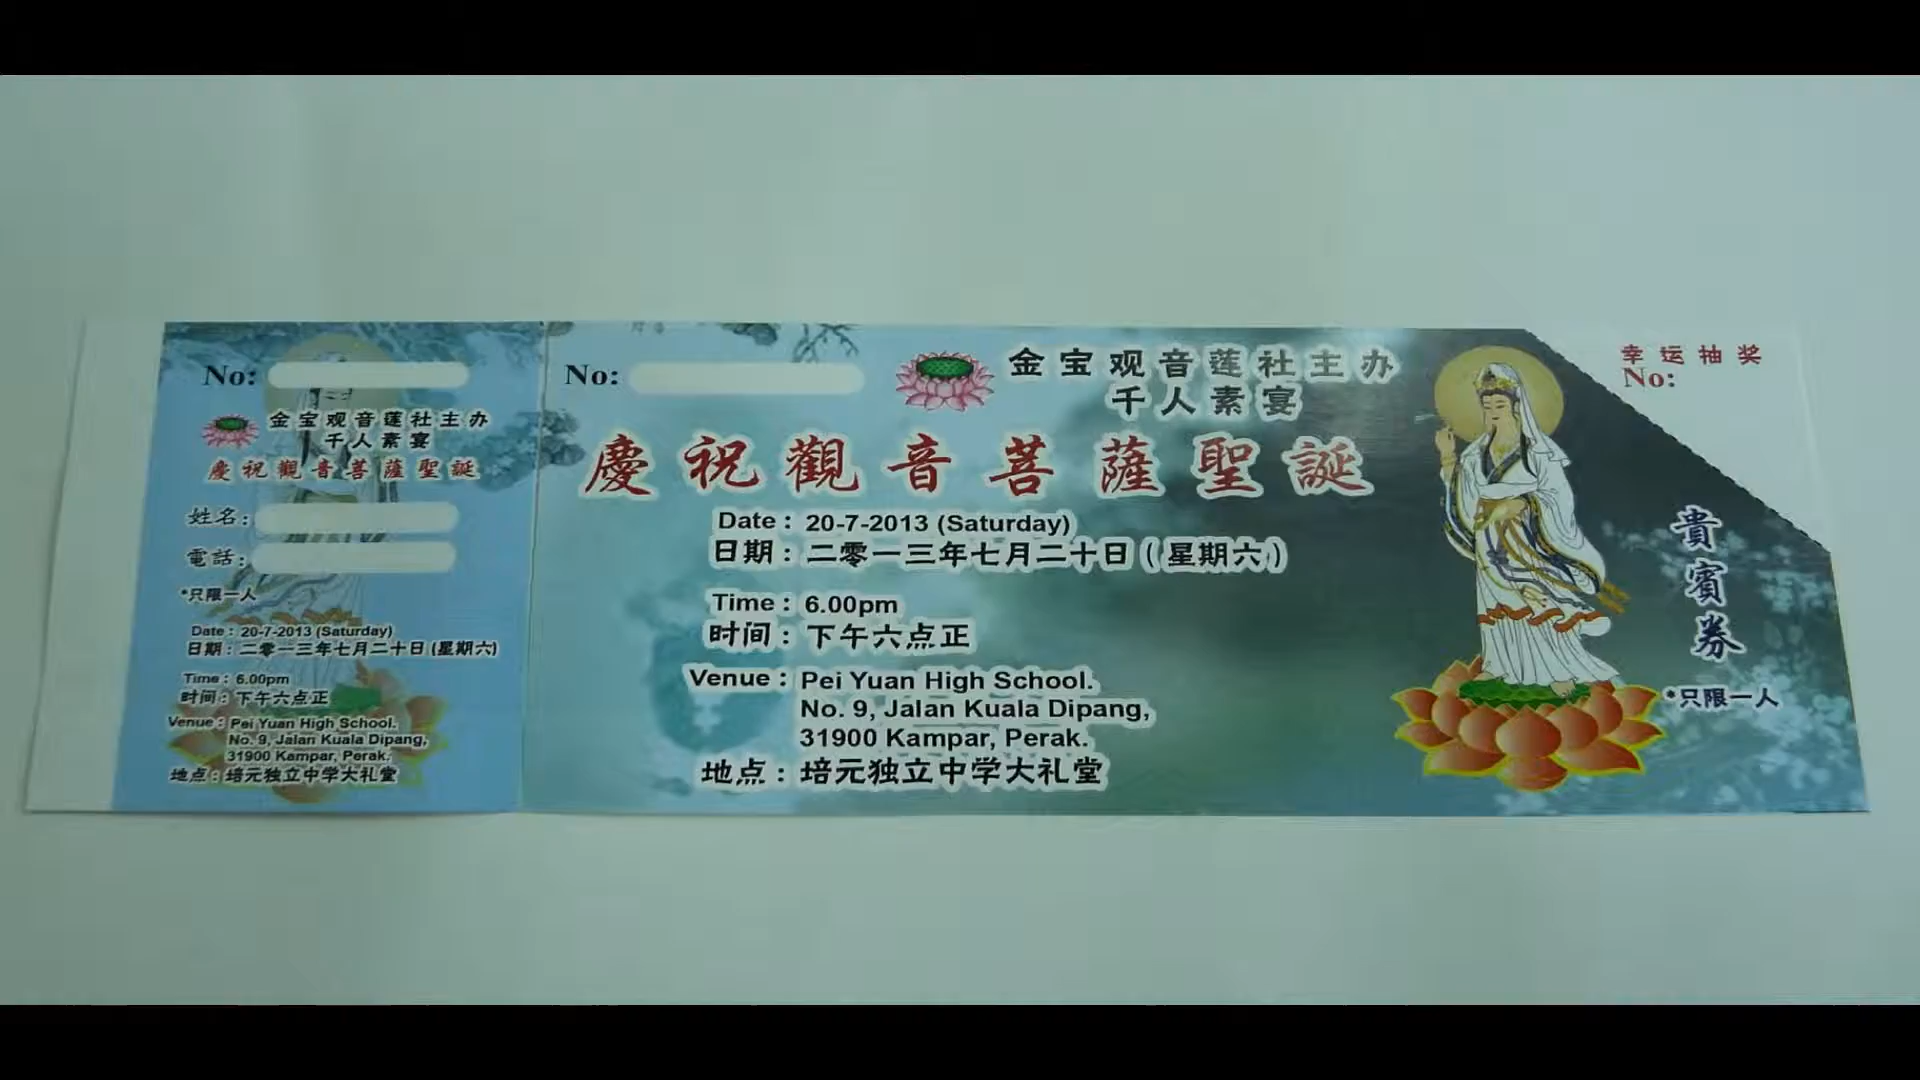 No:
金宝观音莲社主办
千人素宴
慶祝觀音菩薩聖誕
姓名:
電話:
*只限一人
Date : 20-7-2013 (Saturday)
日期 : 二零一三年七月二十日 (星期六)
Time : 6.00pm
时间 : 下午六点正
Venue : Pei Yuan High School.
No. 9, Jalan Kuala Dipang,
31900 Kampar, Perak.
地点 : 培元独立中学大礼堂
No:
金宝观音莲社主办
千人素宴
慶祝觀音菩薩聖誕
Date : 20-7-2013 (Saturday)
日期 : 二零一三年七月二十日 (星期六)
Time : 6.00pm
时间 : 下午六点正
Venue : Pei Yuan High School.
No. 9, Jalan Kuala Dipang,
31900 Kampar, Perak.
地点 : 培元独立中学大礼堂
幸运抽奖
No:
貴賓券
*只限一人